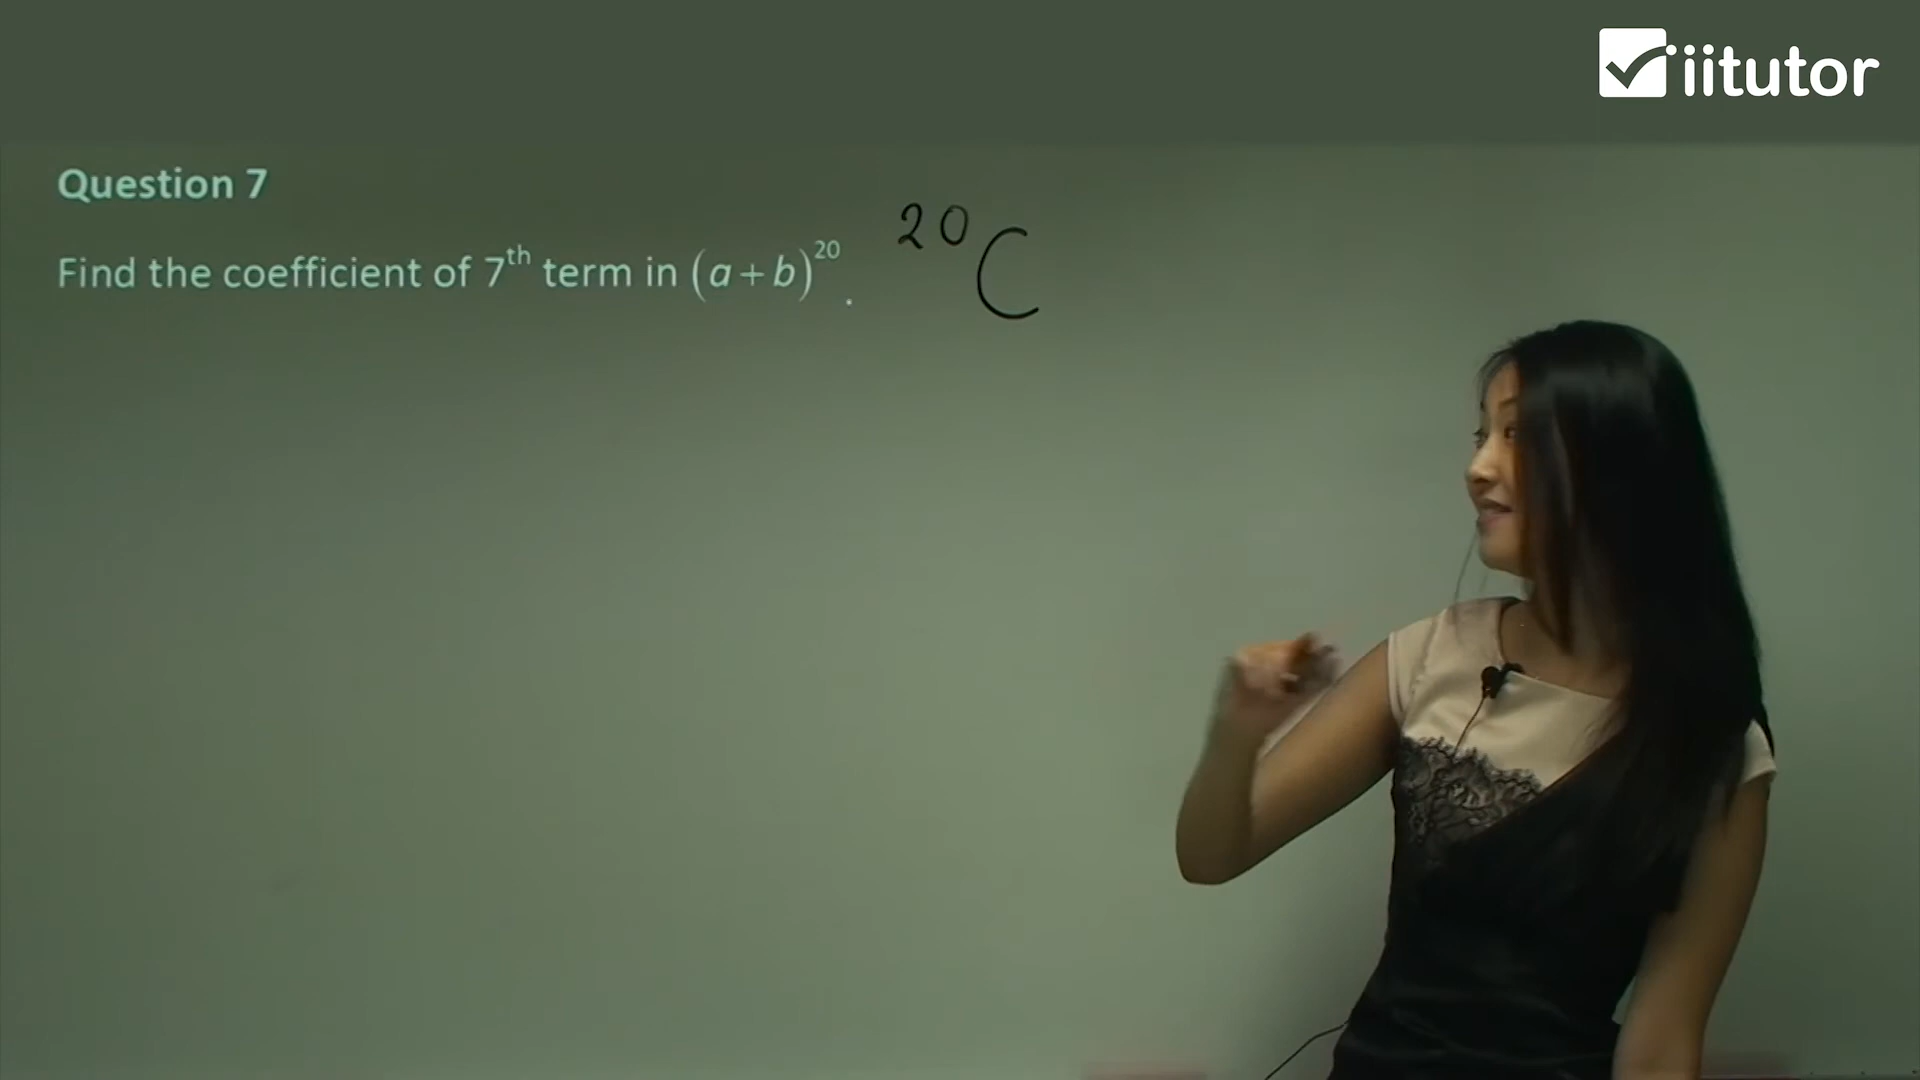 iitutor
Question 7
Find the coefficient of 7th term in (a+b)²⁰.
²⁰C